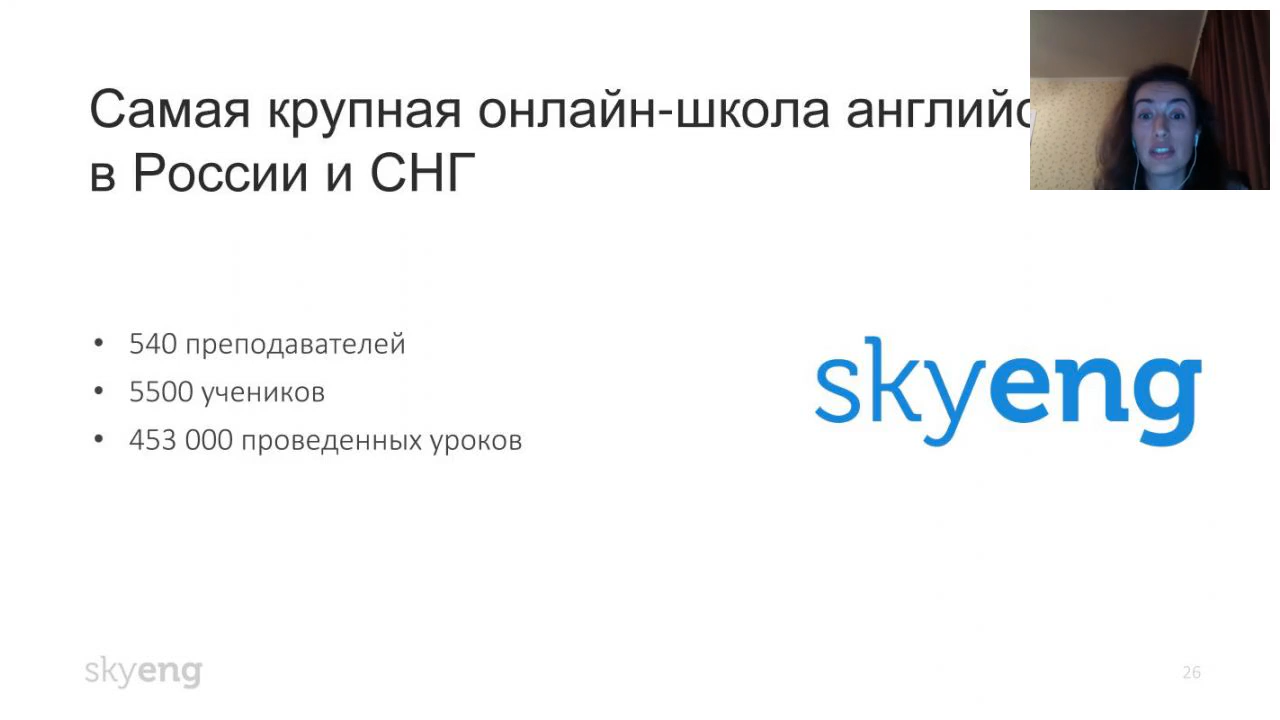 Самая крупная онлайн-школа
в России и СНГ
• 540 преподавателей
• 5500 учеников
• 453 000 проведенных уроков
skyeng
skyeng
26